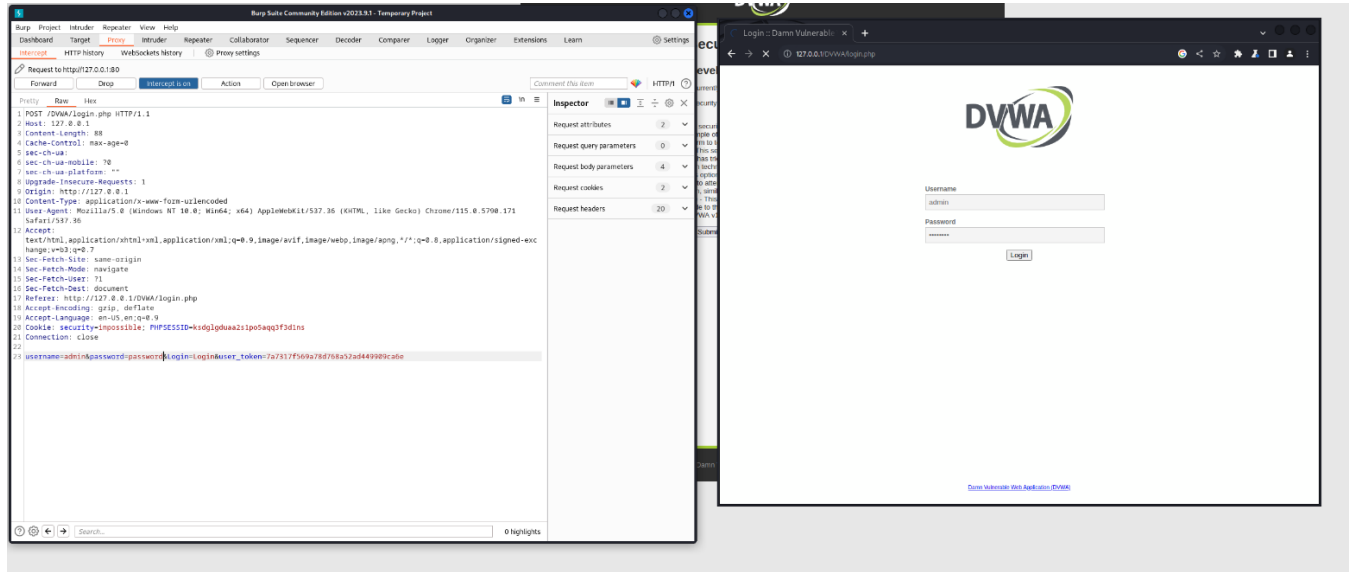 Burp Suite Community Edition v2023.9.1 - Temporary Project
Burp Project Intruder Repeater View Help
Dashboard Target Proxy Intruder Repeater Collaborator Sequencer Decoder Comparer Logger Organizer Extensions Learn Settings
Intercept HTTP history WebSockets history Proxy settings
Request to http://127.0.0.1:80
Forward Drop Intercept is on Action Open browser Comment this item HTTP/1
Pretty Raw Hex \n
1 POST /DVWA/login.php HTTP/1.1
2 Host: 127.0.0.1
3 Content-Length: 88
4 Cache-Control: max-age=0
5 sec-ch-ua:
6 sec-ch-ua-mobile: ?0
7 sec-ch-ua-platform: ""
8 Upgrade-Insecure-Requests: 1
9 Origin: http://127.0.0.1
10 Content-Type: application/x-www-form-urlencoded
11 User-Agent: Mozilla/5.0 (Windows NT 10.0; Win64; x64) AppleWebKit/537.36 (KHTML, like Gecko) Chrome/115.0.5790.171
Safari/537.36
12 Accept:
text/html,application/xhtml+xml,application/xml;q=0.9,image/avif,image/webp,image/apng,*/*;q=0.8,application/signed-exc
hange;v=b3;q=0.7
13 Sec-Fetch-Site: same-origin
14 Sec-Fetch-Mode: navigate
15 Sec-Fetch-User: ?1
16 Sec-Fetch-Dest: document
17 Referer: http://127.0.0.1/DVWA/login.php
18 Accept-Encoding: gzip, deflate
19 Accept-Language: en-US,en;q=0.9
20 Cookie: security=impossible; PHPSESSID=ksdglgduaa2s1po5aqq3f3d1ns
21 Connection: close
22
23 username=admin&password=password&Login=Login&user_token=7a7317f569a78d768a52ad449909ca6e
Search... 0 highlights
Inspector
Request attributes 2
Request query parameters 0
Request body parameters 4
Request cookies 2
Request headers 20
Login :: Damn Vulnerable
127.0.0.1/DVWA/login.php
DVWA
Username
admin
Password
••••••••
Login
Damn Vulnerable Web Application (DVWA)